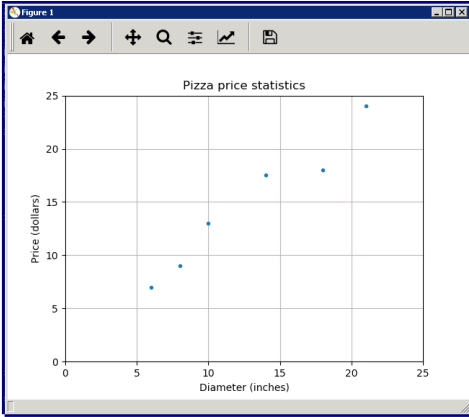 Figure 1
Pizza price statistics
25
20
15
10
5
0
Price (dollars)
0 5 10 15 20 25
Diameter (inches)